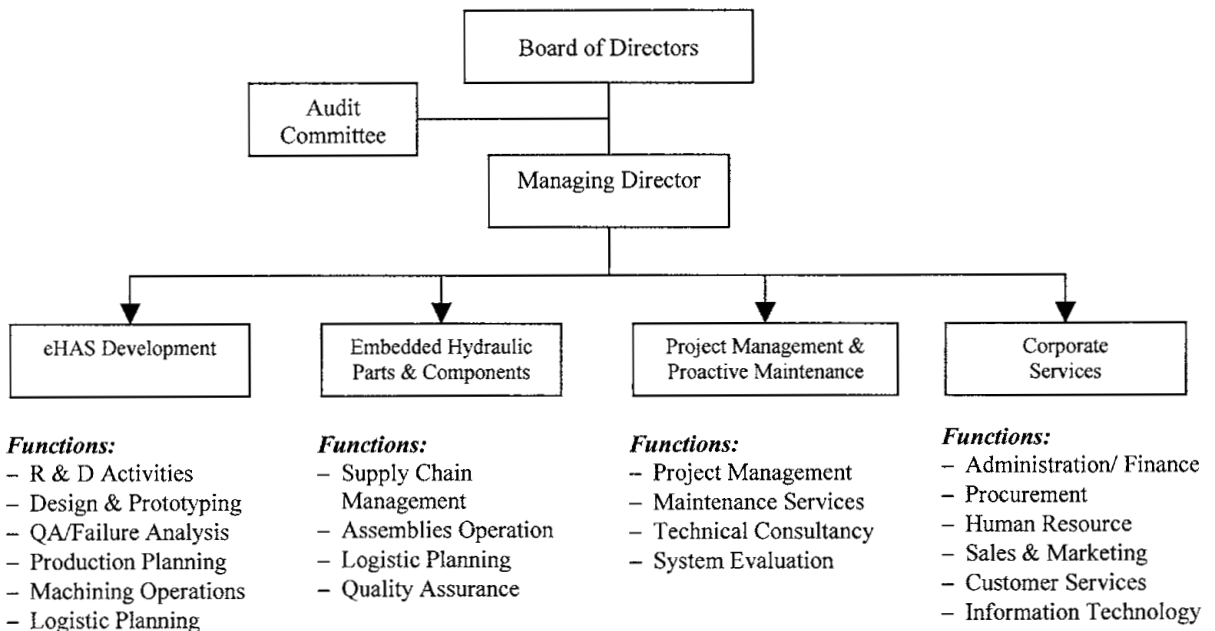 Board of Directors
Audit
Committee
Managing Director
eHAS Development
Embedded Hydraulic
Parts & Components
Project Management &
Proactive Maintenance
Corporate
Services
Functions:
– R & D Activities
– Design & Prototyping
– QA/Failure Analysis
– Production Planning
– Machining Operations
– Logistic Planning
Functions:
– Supply Chain
Management
– Assemblies Operation
– Logistic Planning
– Quality Assurance
Functions:
– Project Management
– Maintenance Services
– Technical Consultancy
– System Evaluation
Functions:
– Administration/ Finance
– Procurement
– Human Resource
– Sales & Marketing
– Customer Services
– Information Technology